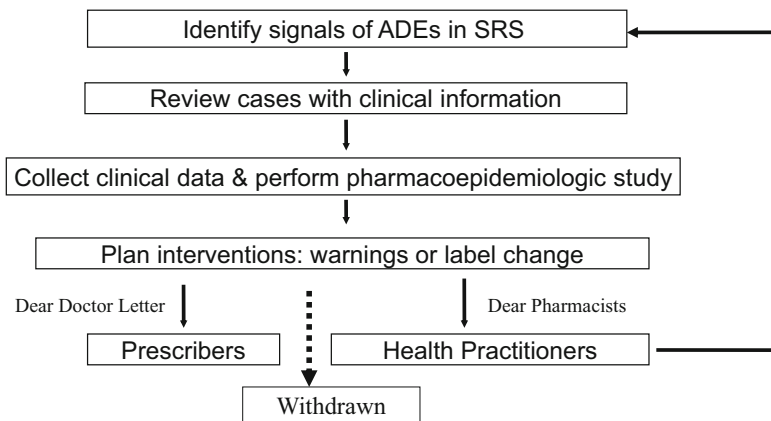 Identify signals of ADEs in SRS
Review cases with clinical information
Collect clinical data & perform pharmacoepidemiologic study
Plan interventions: warnings or label change
Dear Doctor Letter
Dear Pharmacists
Prescribers
Health Practitioners
Withdrawn